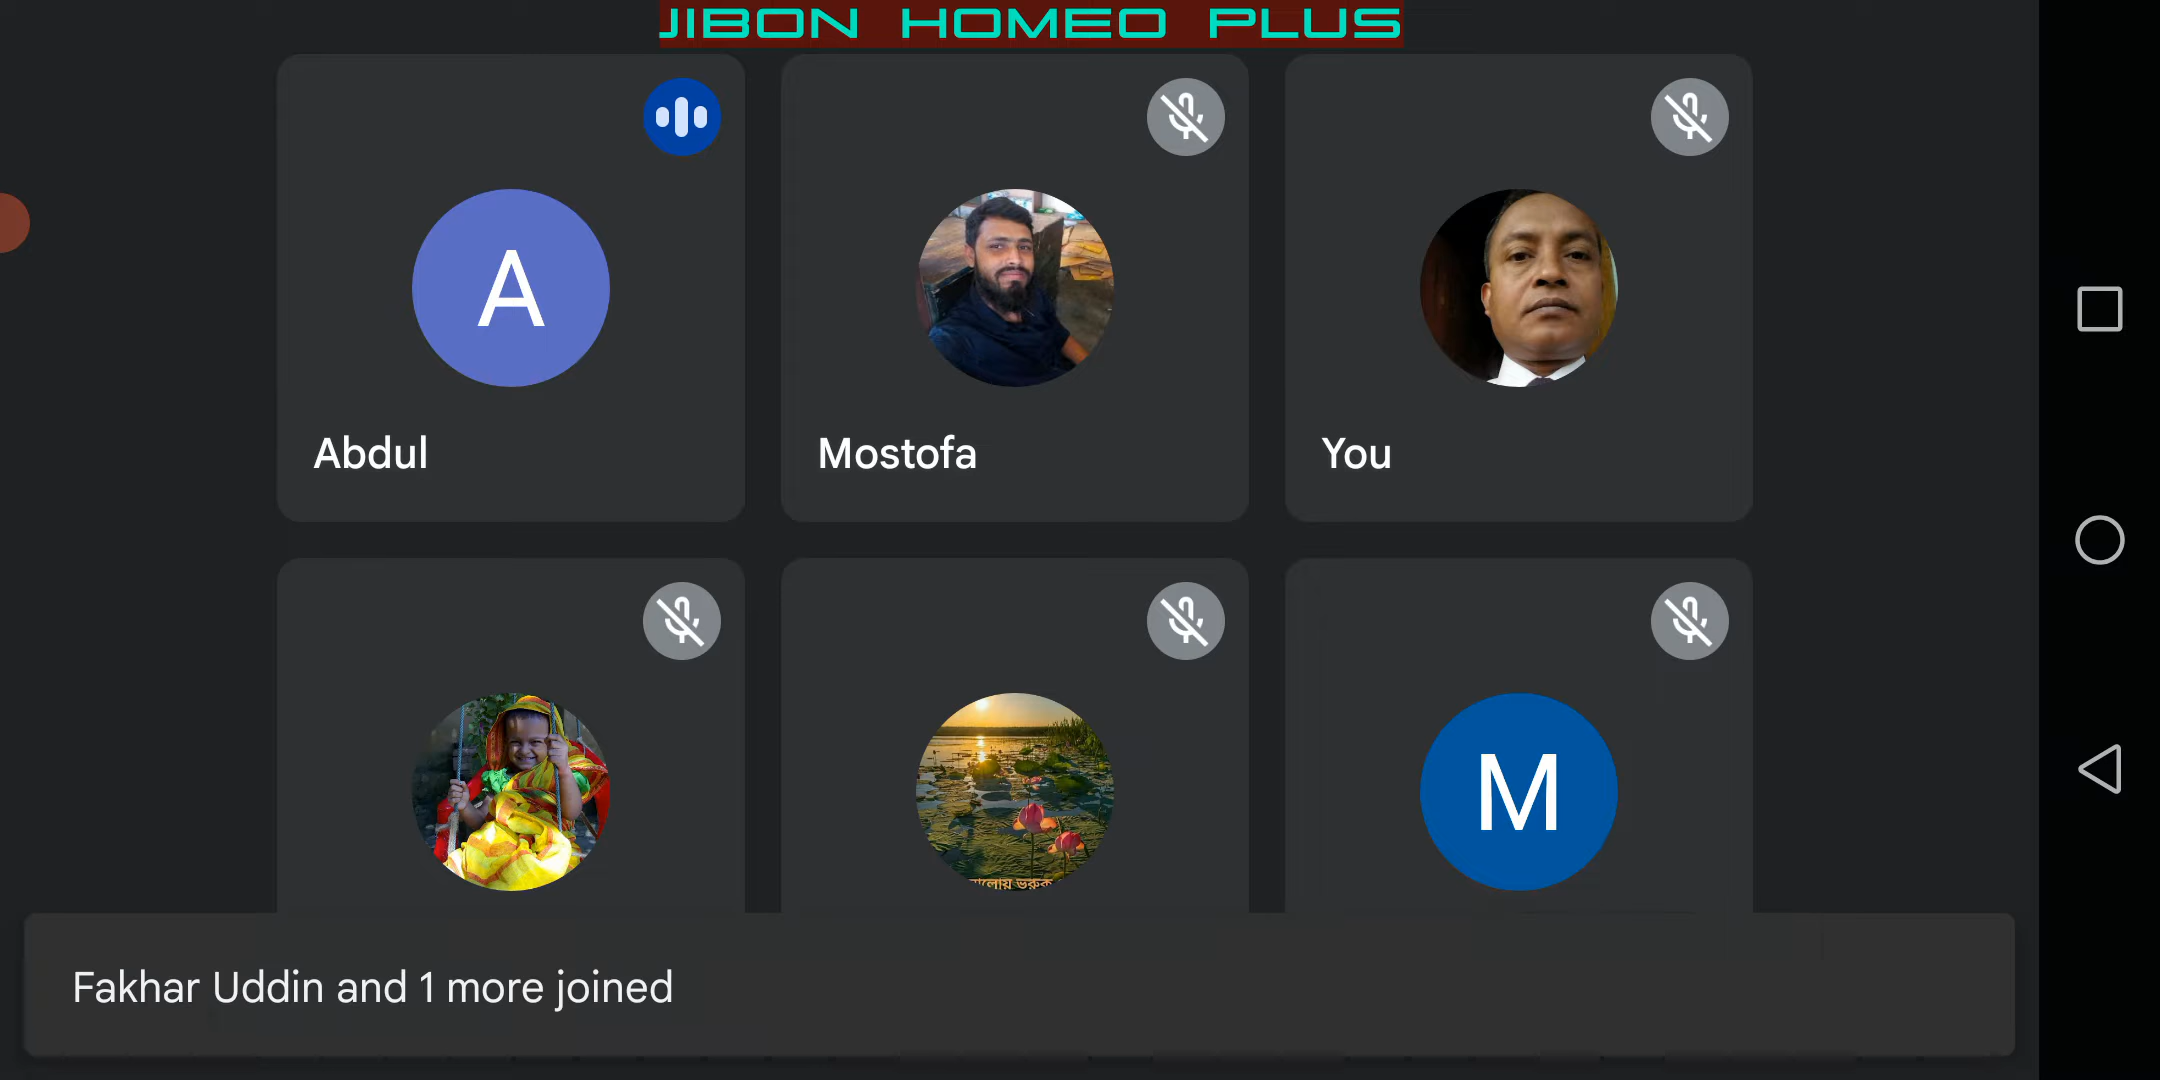 JIBON HOMEO PLUS
A
Abdul
Mostofa
You
M
Fakhar Uddin and 1 more joined